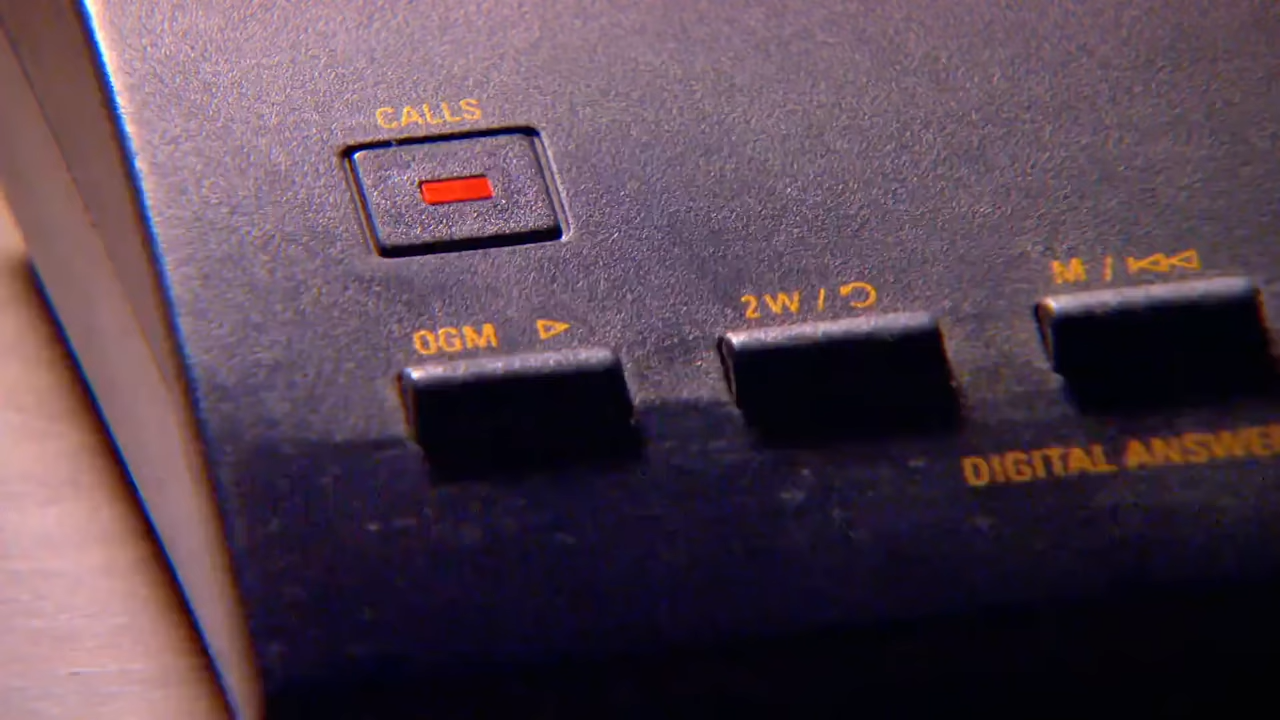 CALLS
OGM
2W /
M /
DIGITAL ANSWE